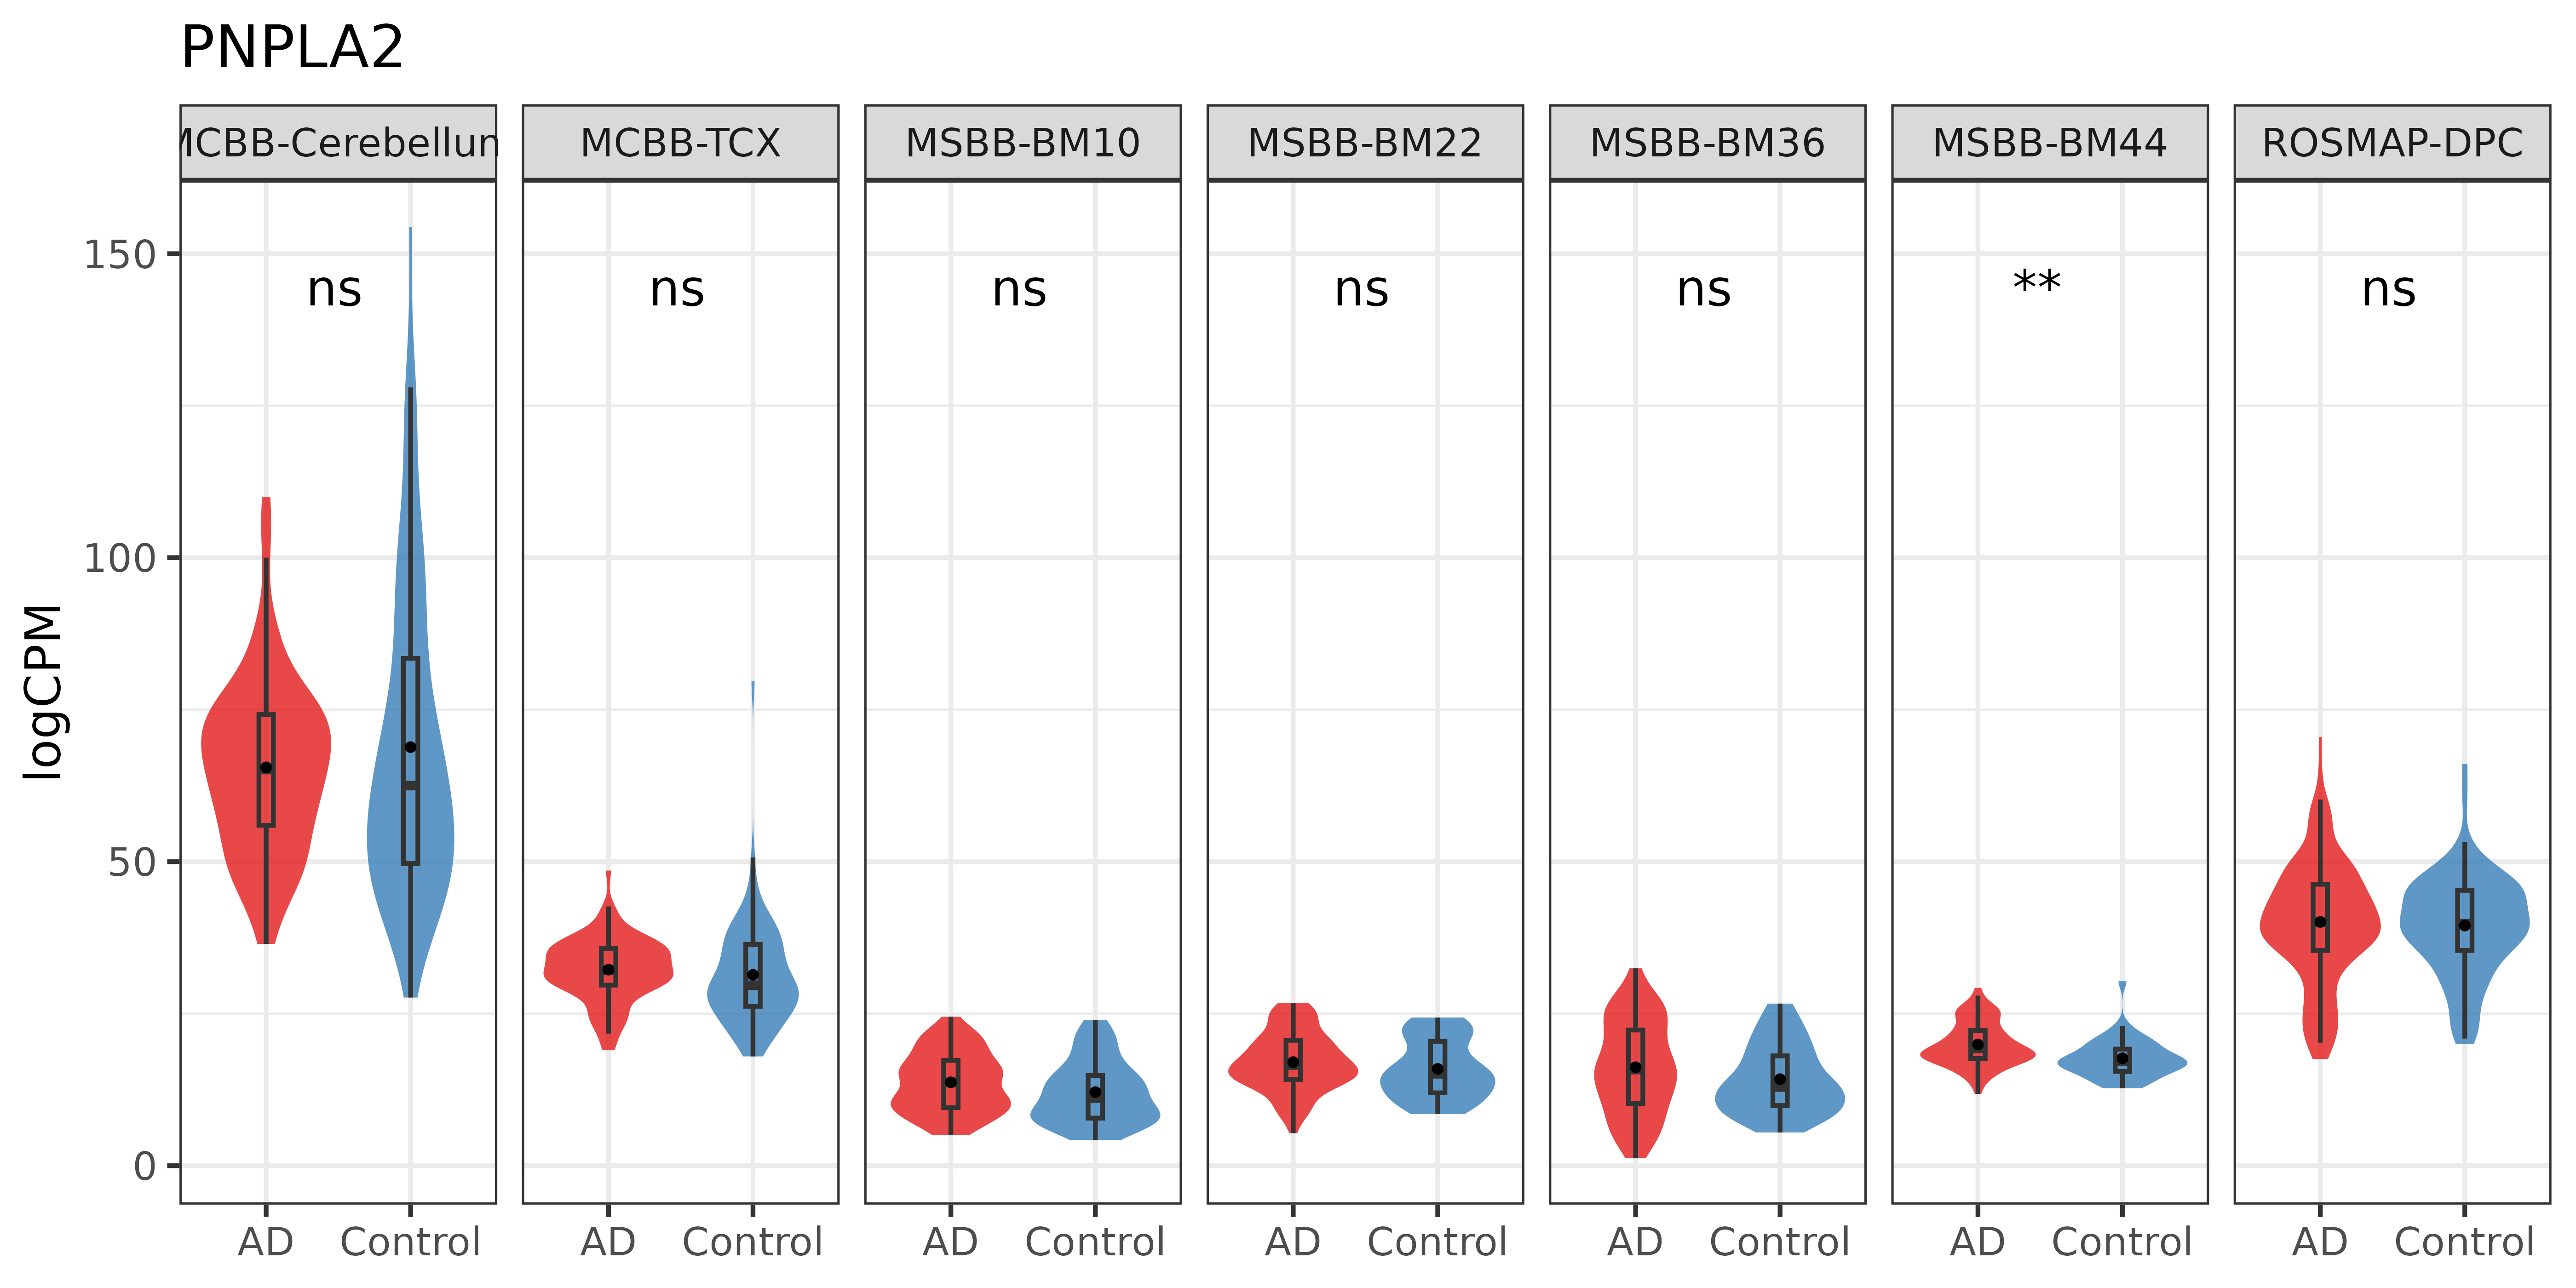 PNPLA2
MCBB-Cerebellum MCBB-TCX MSBB-BM10 MSBB-BM22 MSBB-BM36 MSBB-BM44 ROSMAP-DPC
150
ns ns ns ns ns ** ns
100
logCPM
50
0
AD Control AD Control AD Control AD Control AD Control AD Control AD Control